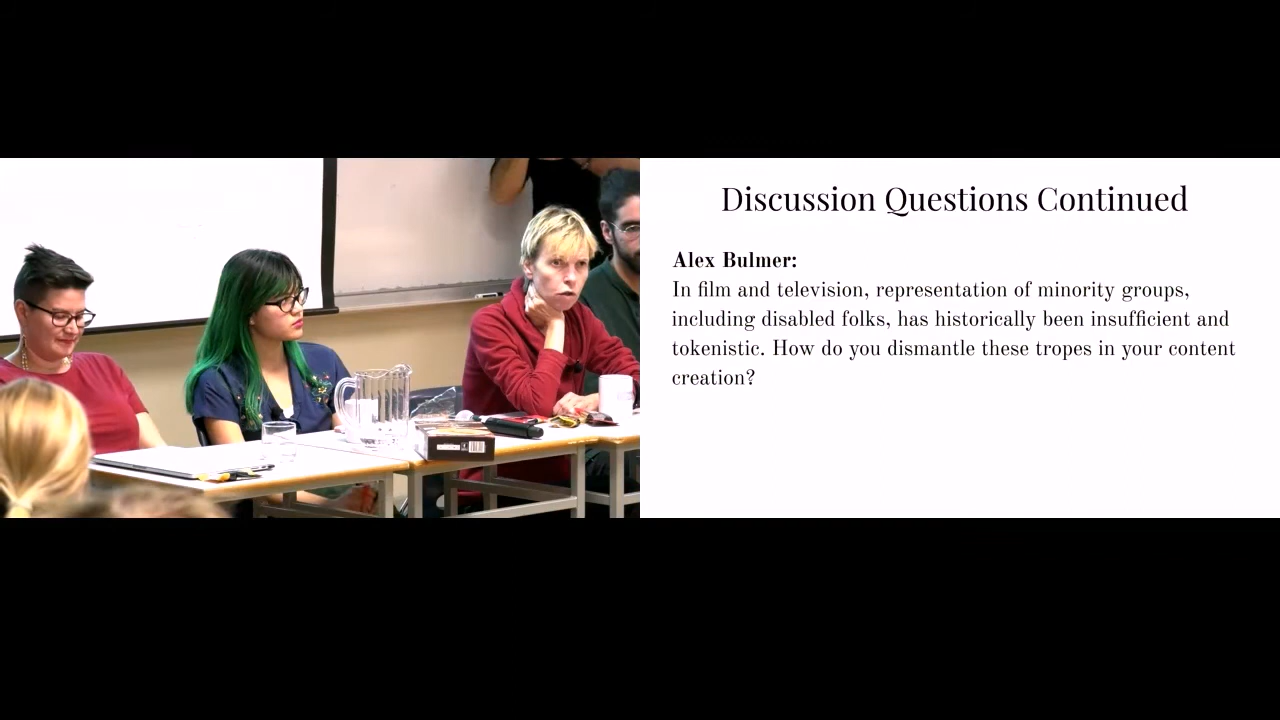 Discussion Questions Continued
Alex Bulmer:
In film and television, representation of minority groups,
including disabled folks, has historically been insufficient and
tokenistic. How do you dismantle these tropes in your content
creation?